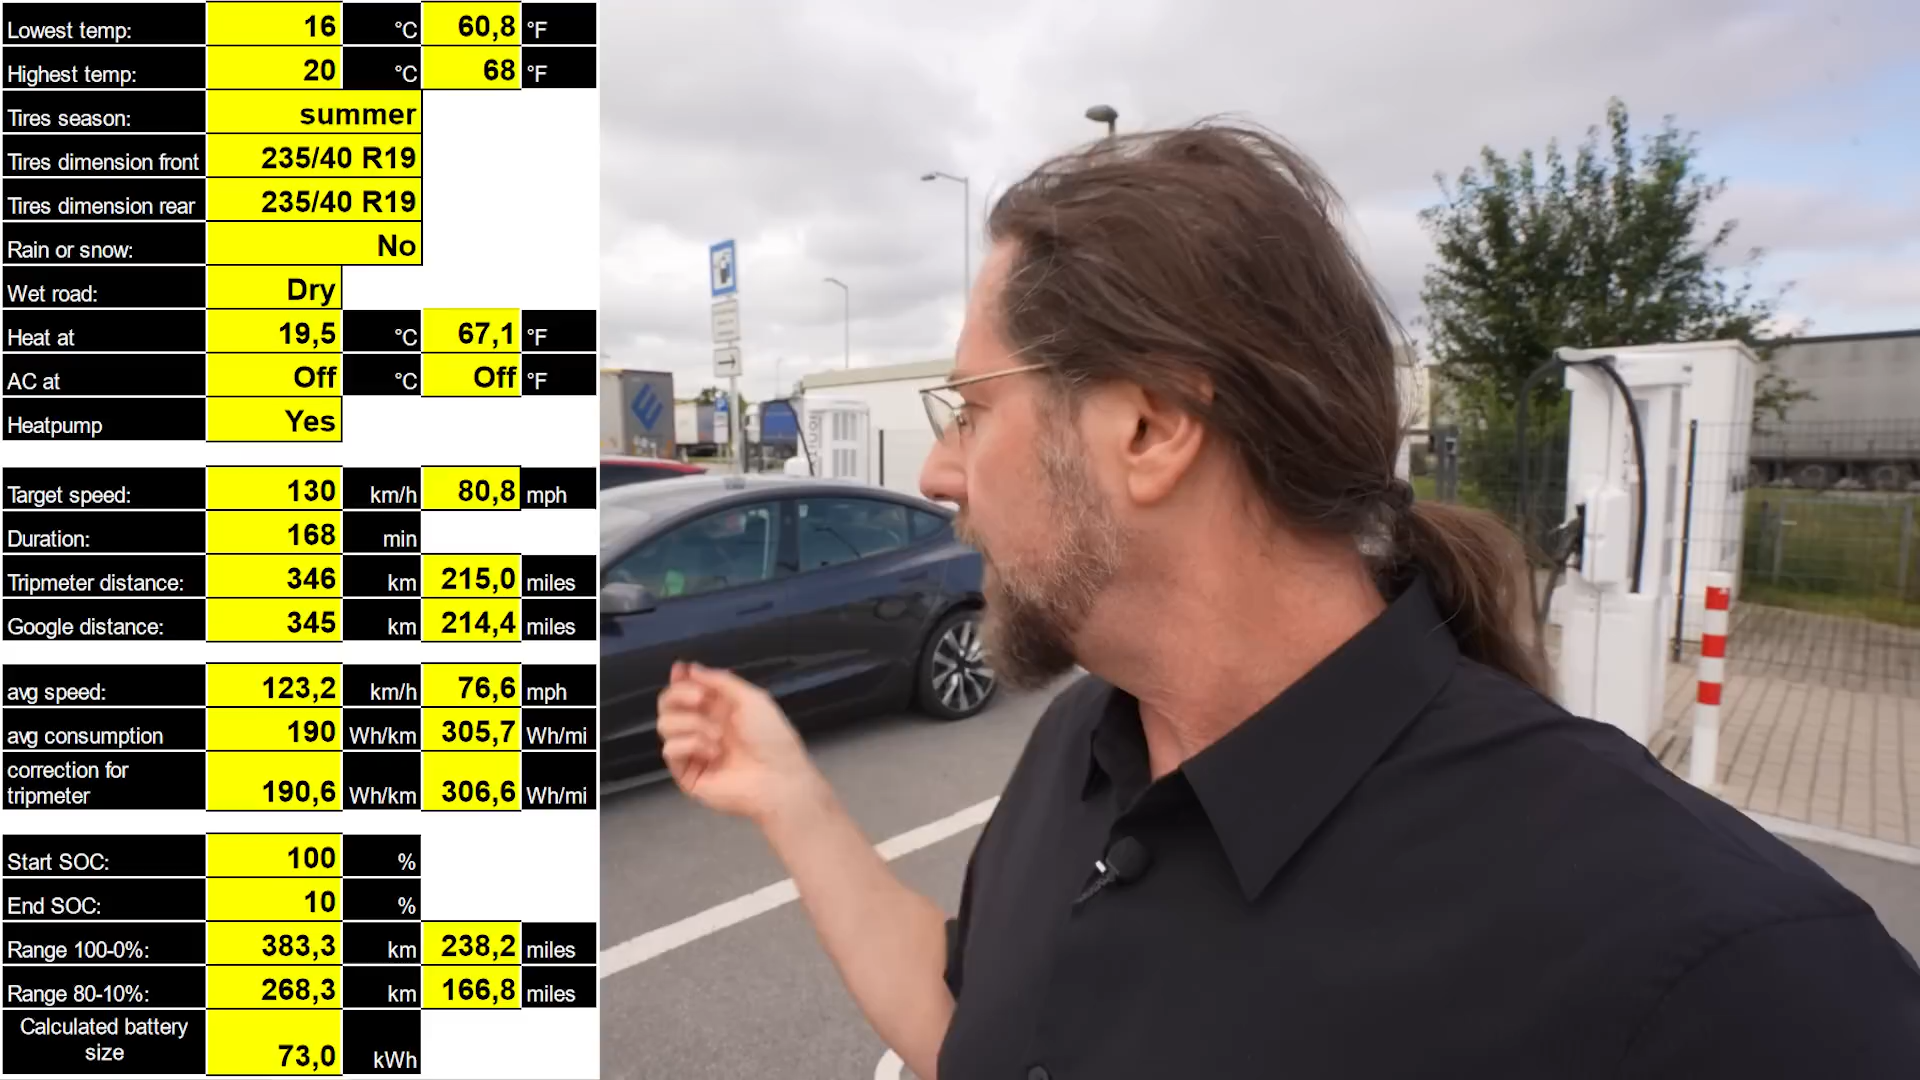 Lowest temp: 16 °C 60,8 °F
Highest temp: 20 °C 68 °F
Tires season: summer
Tires dimension front 235/40 R19
Tires dimension rear 235/40 R19
Rain or snow: No
Wet road: Dry
Heat at 19,5 °C 67,1 °F
AC at Off °C Off °F
Heatpump Yes
Target speed: 130 km/h 80,8 mph
Duration: 168 min
Tripmeter distance: 346 km 215,0 miles
Google distance: 345 km 214,4 miles
avg speed: 123,2 km/h 76,6 mph
avg consumption 190 Wh/km 305,7 Wh/mi
correction for
tripmeter 190,6 Wh/km 306,6 Wh/mi
Start SOC: 100 %
End SOC: 10 %
Range 100-0%: 383,3 km 238,2 miles
Range 80-10%: 268,3 km 166,8 miles
Calculated battery
size 73,0 kWh